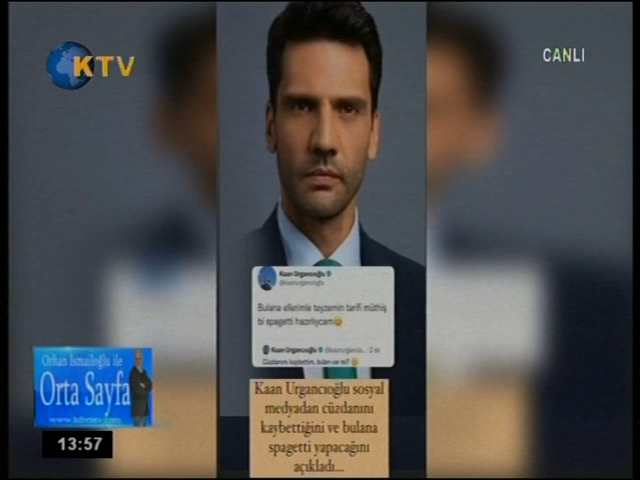 KTV
CANLI
Kaan Urgancıoğlu
@kaanurgancioglu
Bulana ellerimle teyzemin tarifi müthiş
bi spagetti hazırlıycam😅
Kaan Urgancıoğlu
Cüzdanımı kaybettim, bulan var mı?
Orhan İsmailoğlu ile
Orta Sayfa
Kaan Urgancıoğlu sosyal
medyadan cüzdanını
kaybettiğini ve bulana
spagetti yapacağını
açıkladı...
13:57